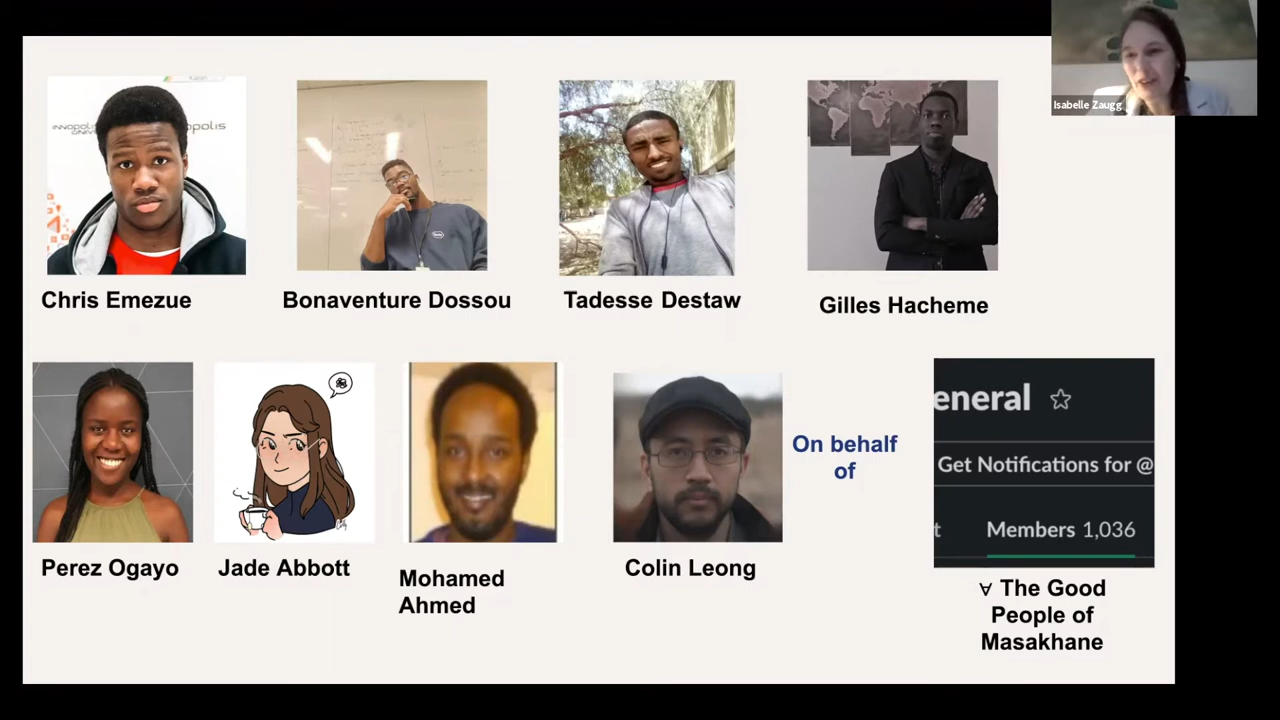 Isabelle Zaugg
Chris Emezue
Bonaventure Dossou
Tadesse Destaw
Gilles Hacheme
Perez Ogayo
Jade Abbott
Mohamed
Ahmed
Colin Leong
On behalf
of
eneral
Get Notifications for @
t Members 1,036
∀ The Good
People of
Masakhane